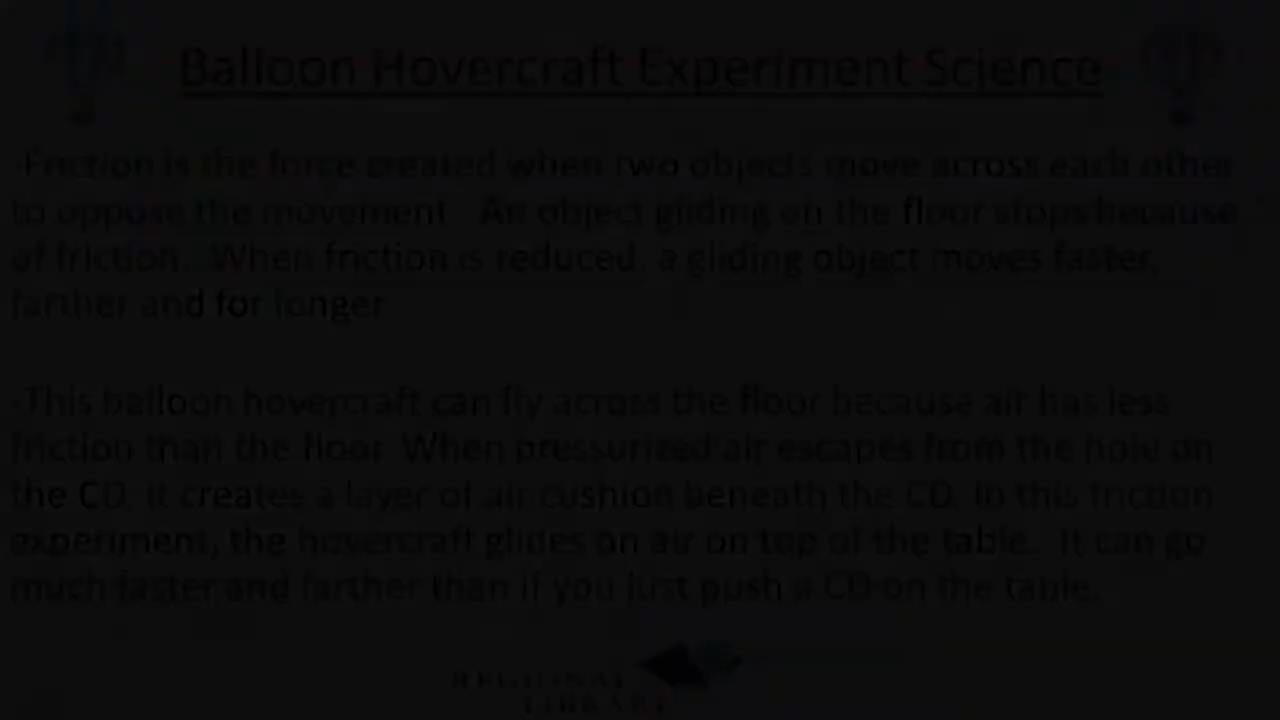 Balloon Hovercraft Experiment Science
-Friction is the force created when two objects move across each other
to oppose the movement. An object gliding on the floor stops because
of friction. When friction is reduced, a gliding object moves faster,
farther and for longer
-This balloon hovercraft can fly across the floor because air has less
friction than the floor. When pressurized air escapes from the hole on
the CD, it creates a layer of air cushion beneath the CD. In this friction
experiment, the hovercraft glides on air on top of the table. It can go
much faster and farther than if you just push a CD on the table.
REGIONAL
LIBRARY